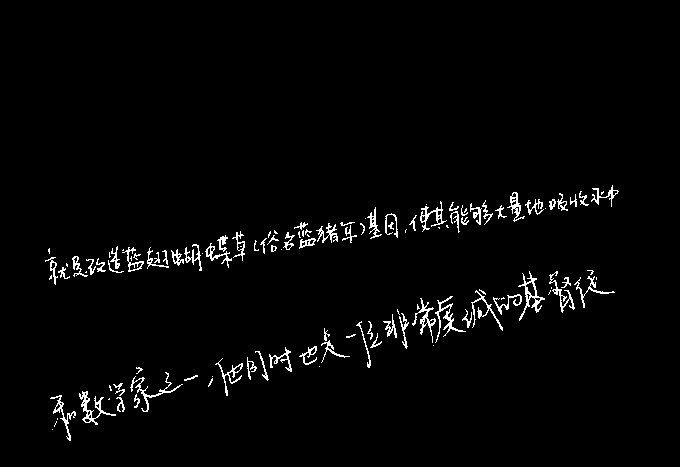 就是改造蓝翅蝴蝶草(俗名蓝猪耳)基因,使其能够大量地吸收水中
和数学家之一,他同时也是一位非常虔诚的基督徒